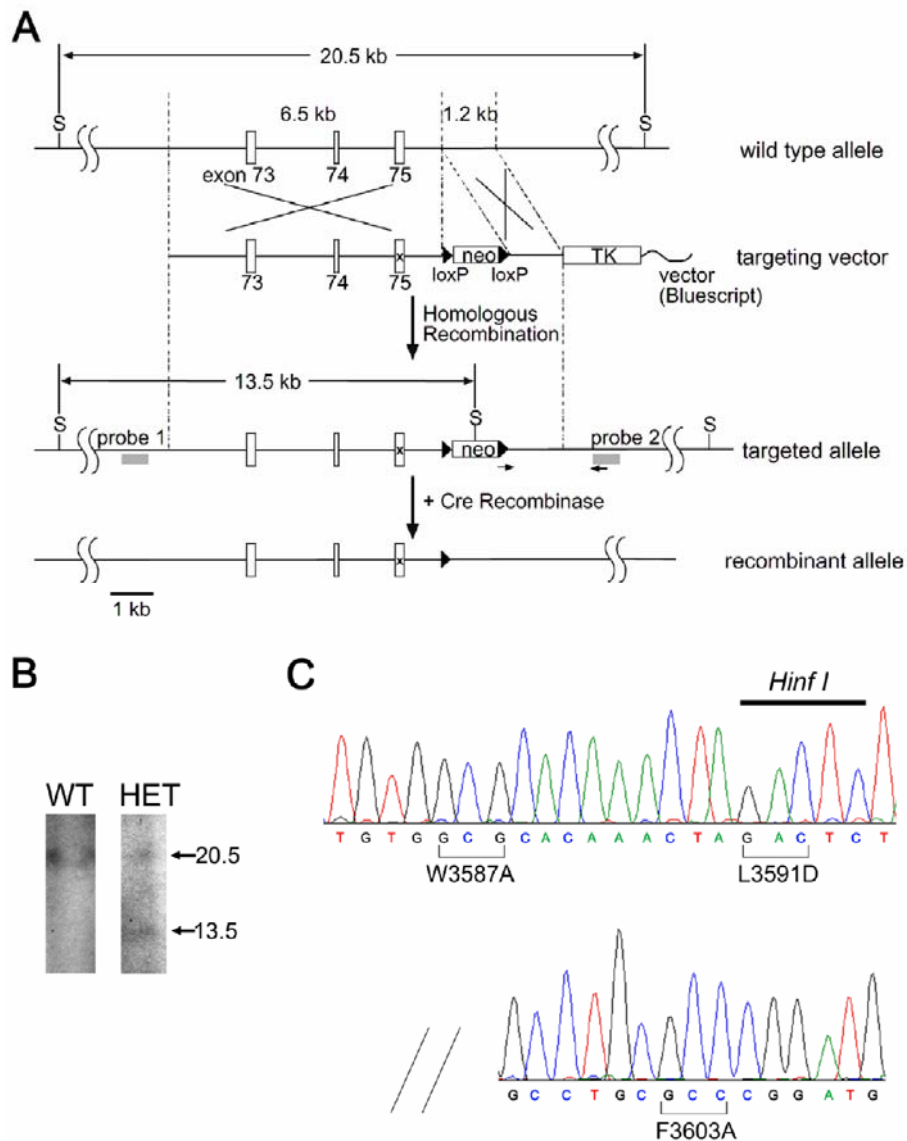 A
20.5 kb
S
S
6.5 kb
1.2 kb
wild type allele
exon 73
74
75
x
neo
TK
targeting vector
73
74
75
loxP
loxP
vector
(Bluescript)
Homologous
Recombination
13.5 kb
S
S
S
probe 1
probe 2
x
neo
targeted allele
+ Cre Recombinase
x
recombinant allele
1 kb
B
WT
HET
20.5
13.5
C
Hinf I
T G T G G C G C A C A A A C T A G A C T C T
W3587A
L3591D
G C C T G C G C C C G G A T G
F3603A